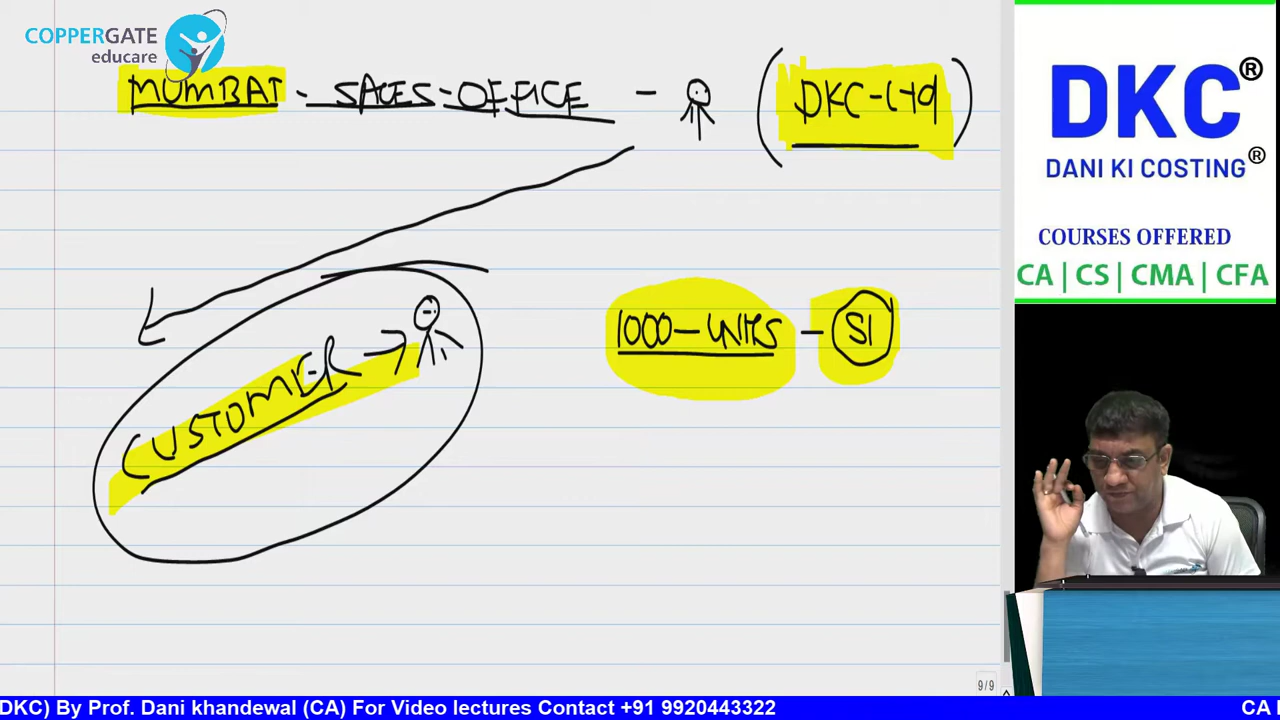 COPPERGATE
educare
MUMBAI - SALES-OFFICE - (DKC-Ltd)
CUSTOMER →
1000-UNITS - S1
DKC®
DANI KI COSTING®
COURSES OFFERED
CA | CS | CMA | CFA
9/9
DKC) By Prof. Dani khandewal (CA) For Video lectures Contact +91 9920443322
CA